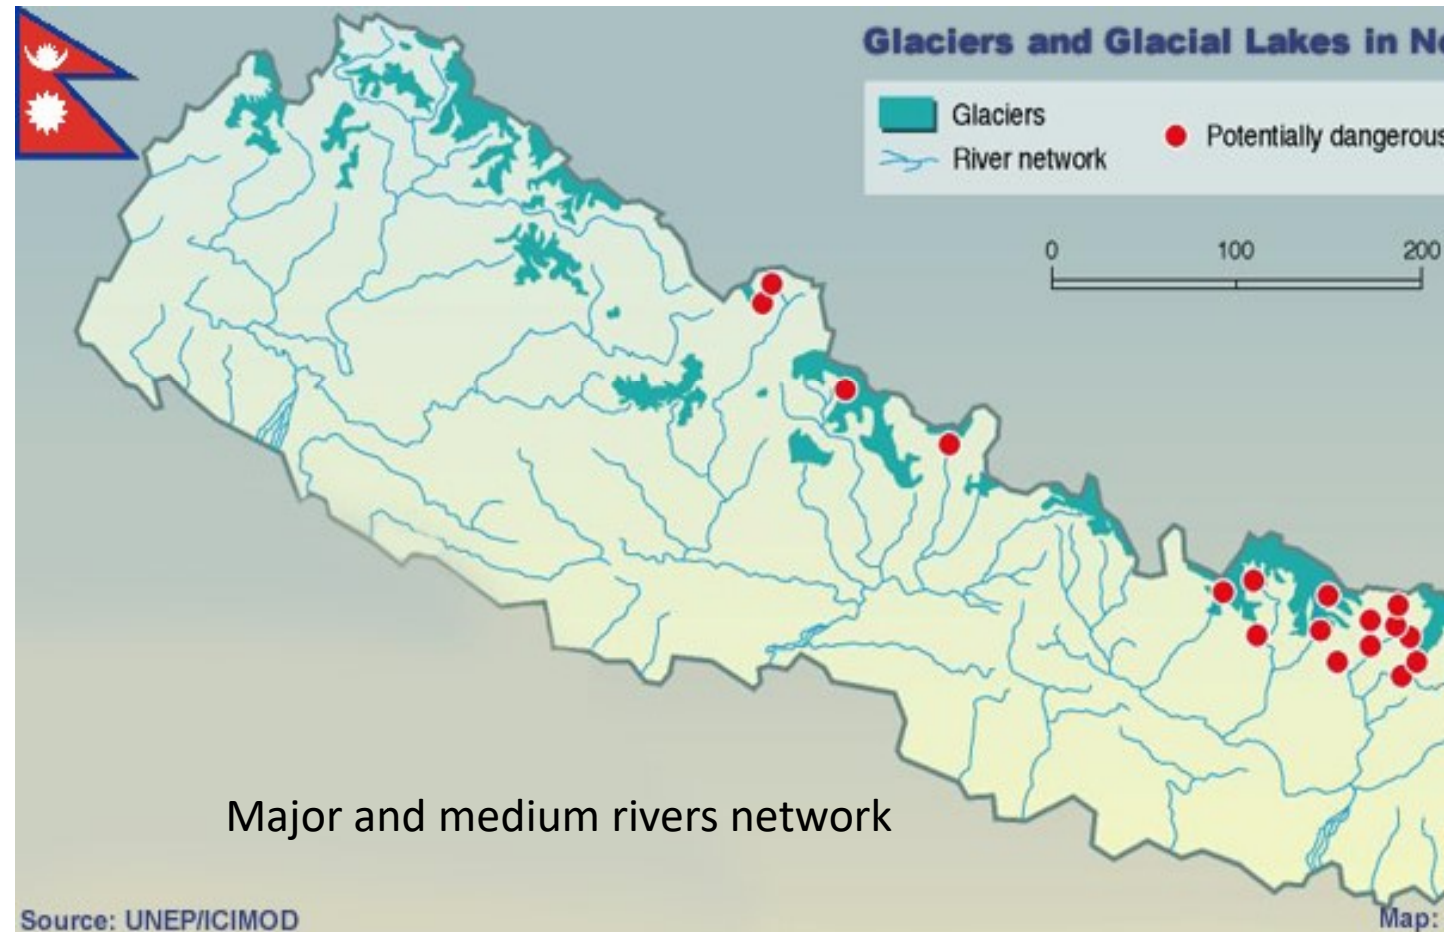 Glaciers and Glacial Lakes in Ne
Glaciers
River network
Potentially dangerous
0 100 200
Major and medium rivers network
Source: UNEP/ICIMOD
Map: